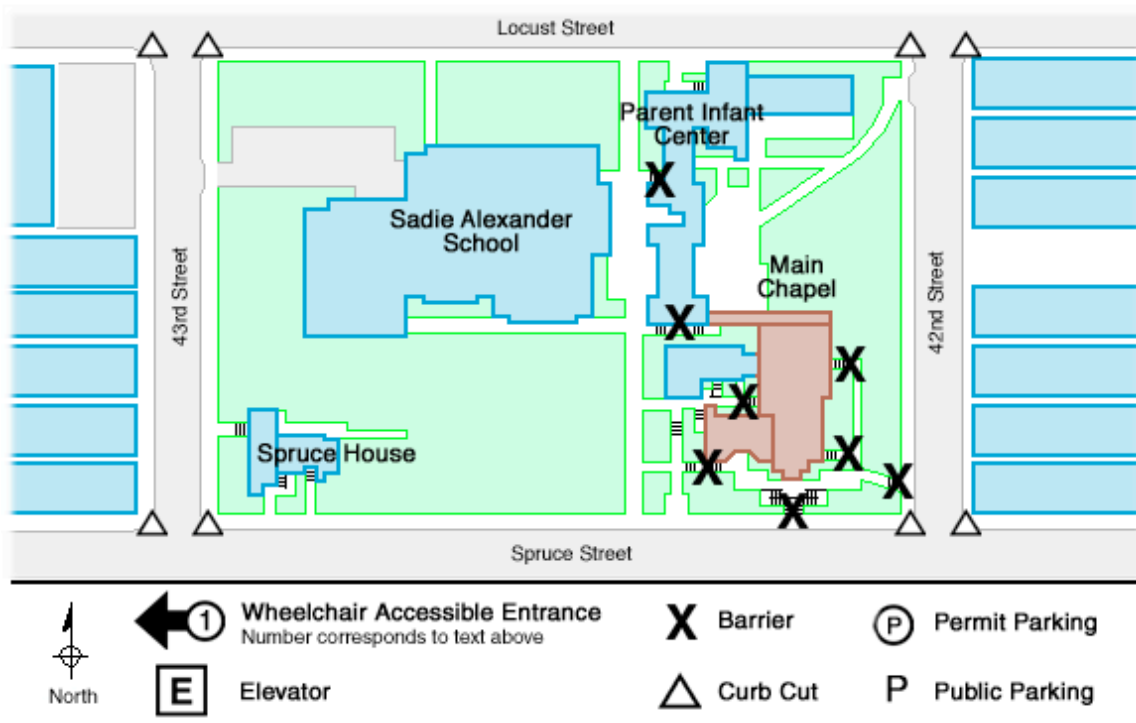 Locust Street
Parent Infant
Center
X
Sadie Alexander
School
43rd Street
Main
Chapel
42nd Street
X
X
X
Spruce House
X
X
X
X
Spruce Street
1
Wheelchair Accessible Entrance
Number corresponds to text above
X Barrier
P Permit Parking
North
E Elevator
Curb Cut
P Public Parking